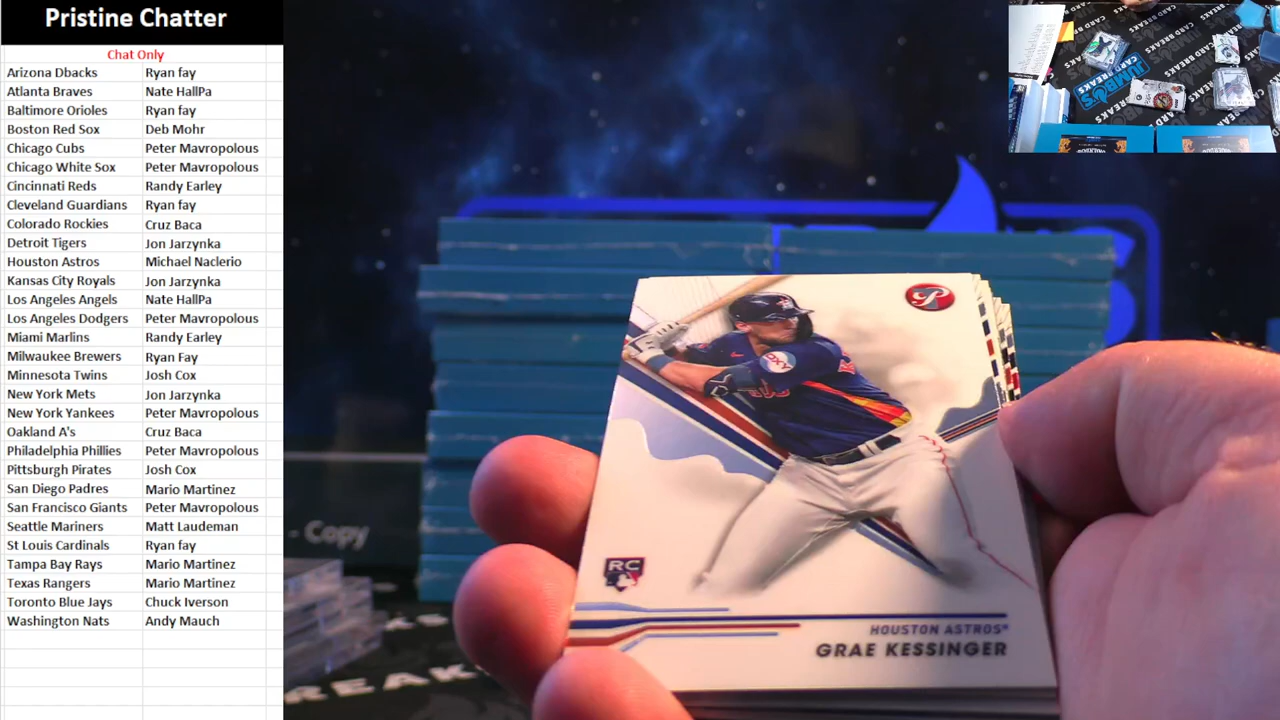 Pristine Chatter
Chat Only
Arizona Dbacks Ryan fay
Atlanta Braves Nate HallPa
Baltimore Orioles Ryan fay
Boston Red Sox Deb Mohr
Chicago Cubs Peter Mavropolous
Chicago White Sox Peter Mavropolous
Cincinnati Reds Randy Earley
Cleveland Guardians Ryan fay
Colorado Rockies Cruz Baca
Detroit Tigers Jon Jarzynka
Houston Astros Michael Naclerio
Kansas City Royals Jon Jarzynka
Los Angeles Angels Nate HallPa
Los Angeles Dodgers Peter Mavropolous
Miami Marlins Randy Earley
Milwaukee Brewers Ryan Fay
Minnesota Twins Josh Cox
New York Mets Jon Jarzynka
New York Yankees Peter Mavropolous
Oakland A's Cruz Baca
Philadelphia Phillies Peter Mavropolous
Pittsburgh Pirates Josh Cox
San Diego Padres Mario Martinez
San Francisco Giants Peter Mavropolous
Seattle Mariners Matt Laudeman
St Louis Cardinals Ryan fay
Tampa Bay Rays Mario Martinez
Texas Rangers Mario Martinez
Toronto Blue Jays Chuck Iverson
Washington Nats Andy Mauch
CARD BREAKS
JUMBO'S
CARD BREAKS
- Copy
P
OXY
RC
HOUSTON ASTROS
GRAE KESSINGER